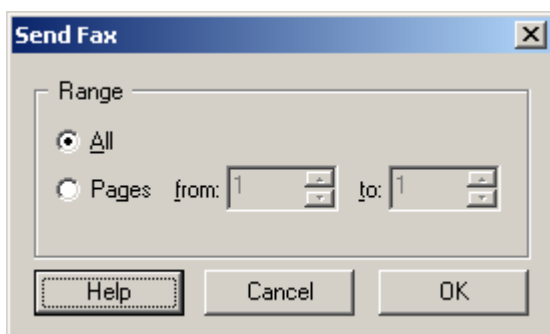 Send Fax
Range
All
Pages from: 1 to: 1
Help Cancel OK